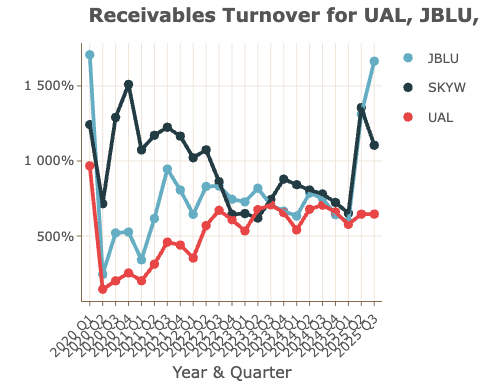 Receivables Turnover for UAL, JBLU,
JBLU
SKYW
UAL
1 500%
1 000%
500%
2020 Q1
2020 Q2
2020 Q3
2020 Q4
2021 Q1
2021 Q2
2021 Q3
2021 Q4
2022 Q1
2022 Q2
2022 Q3
2022 Q4
2023 Q1
2023 Q2
2023 Q3
2023 Q4
2024 Q1
2024 Q2
2024 Q3
2024 Q4
2025 Q1
2025 Q2
2025 Q3
Year & Quarter